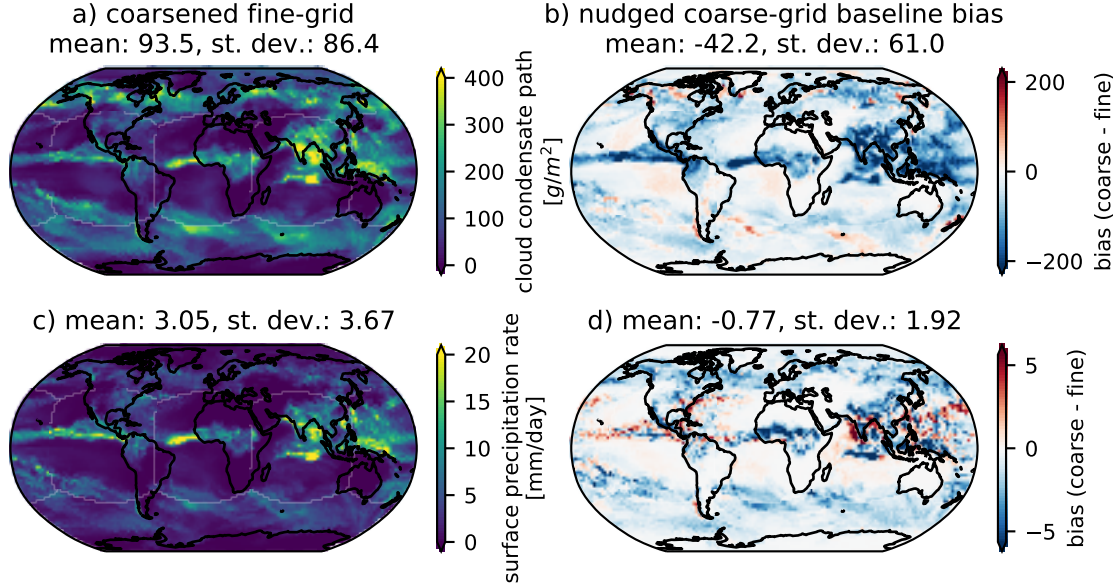 a) coarsened fine-grid
mean: 93.5, st. dev.: 86.4
400
300
200
100
0
cloud condensate path
[g/m²]
b) nudged coarse-grid baseline bias
mean: -42.2, st. dev.: 61.0
200
0
−200
bias (coarse - fine)
c) mean: 3.05, st. dev.: 3.67
20
15
10
5
0
surface precipitation rate
[mm/day]
d) mean: -0.77, st. dev.: 1.92
5
0
−5
bias (coarse - fine)